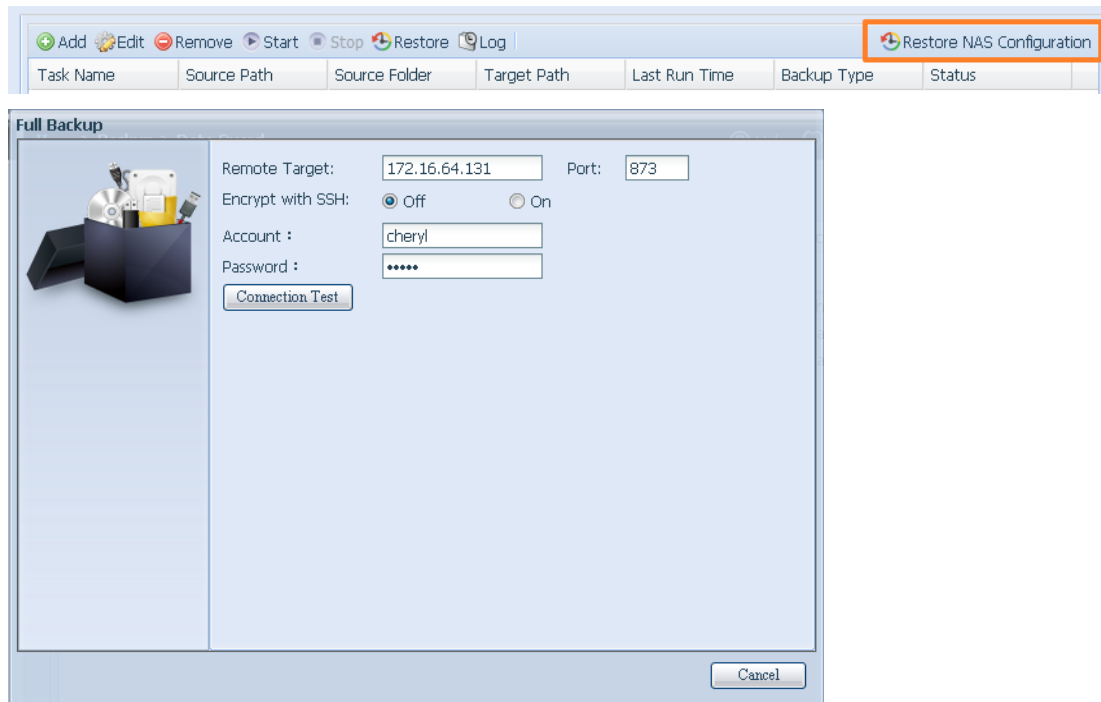 Add Edit Remove Start Stop Restore Log Restore NAS Configuration
Task Name Source Path Source Folder Target Path Last Run Time Backup Type Status
Full Backup
Remote Target: 172.16.64.131 Port: 873
Encrypt with SSH: Off On
Account : cheryl
Password : •••••
Connection Test
Cancel